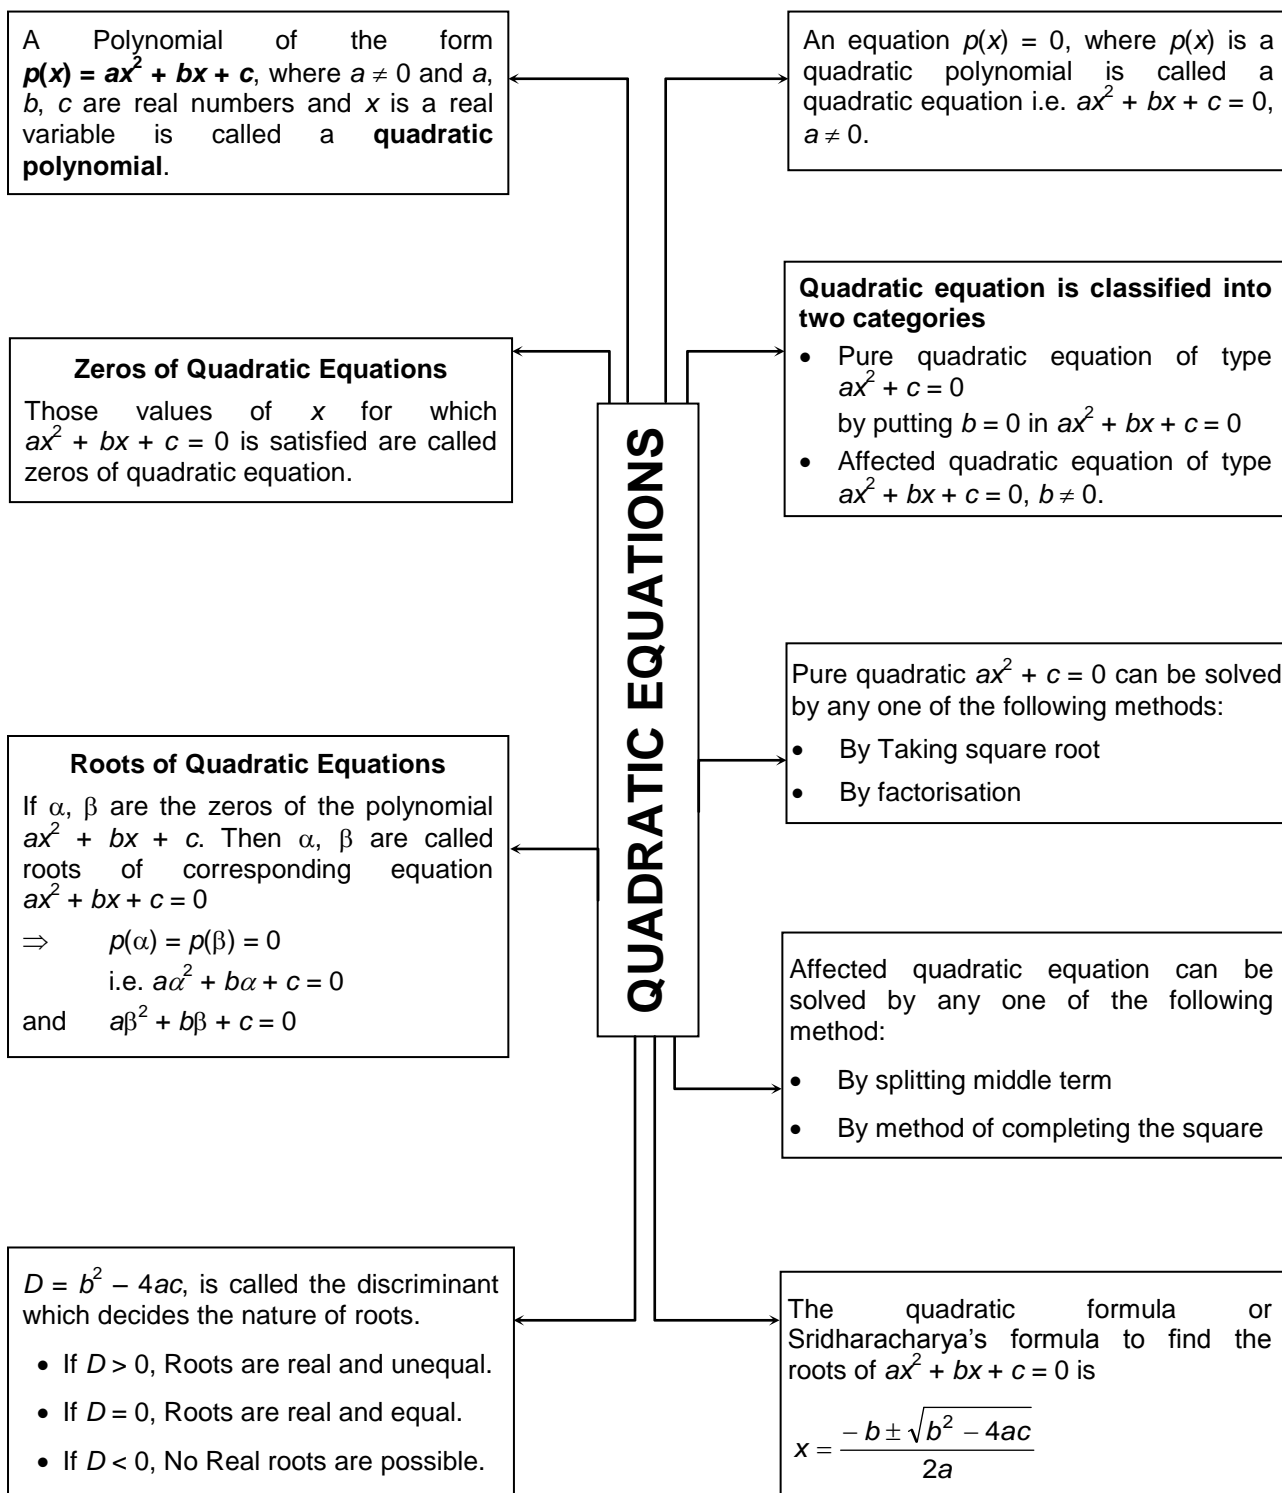 A Polynomial of the form
p(x) = ax² + bx + c, where a ≠ 0 and a,
b, c are real numbers and x is a real
variable is called a quadratic
polynomial.
An equation p(x) = 0, where p(x) is a
quadratic polynomial is called a
quadratic equation i.e. ax² + bx + c = 0,
a ≠ 0.
Zeros of Quadratic Equations
Those values of x for which
ax² + bx + c = 0 is satisfied are called
zeros of quadratic equation.
Quadratic equation is classified into
two categories
• Pure quadratic equation of type
ax² + c = 0
by putting b = 0 in ax² + bx + c = 0
• Affected quadratic equation of type
ax² + bx + c = 0, b ≠ 0.
QUADRATIC EQUATIONS
Roots of Quadratic Equations
If α, β are the zeros of the polynomial
ax² + bx + c. Then α, β are called
roots of corresponding equation
ax² + bx + c = 0
⇒ p(α) = p(β) = 0
i.e. aα² + bα + c = 0
and aβ² + bβ + c = 0
Pure quadratic ax² + c = 0 can be solved
by any one of the following methods:
• By Taking square root
• By factorisation
Affected quadratic equation can be
solved by any one of the following
method:
• By splitting middle term
• By method of completing the square
D = b² – 4ac, is called the discriminant
which decides the nature of roots.
• If D > 0, Roots are real and unequal.
• If D = 0, Roots are real and equal.
• If D < 0, No Real roots are possible.
The quadratic formula or
Sridharacharya's formula to find the
roots of ax² + bx + c = 0 is
x = (– b ± √(b² – 4ac)) / 2a